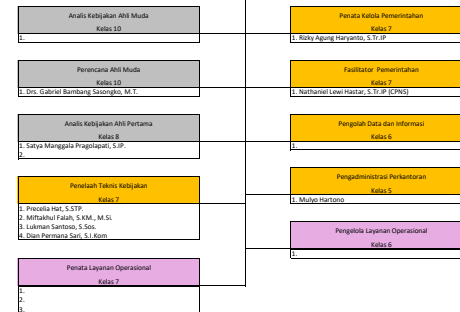 Analis Kebijakan Ahli Muda
Kelas 10
1.
Perencana Ahli Muda
Kelas 10
1. Drs. Gabriel Bambang Sasongko, M.T.
Analis Kebijakan Ahli Pertama
Kelas 8
1. Satya Manggala Pragolapati, S.IP.
2.
Penelaah Teknis Kebijakan
Kelas 7
1. Precelia Hat, S.STP.
2. Miftakhul Falah, S.KM., M.Si.
3. Lukman Santoso, S.Sos.
4. Dian Permana Sari, S.I.Kom
Penata Layanan Operasional
Kelas 7
1.
2.
3.
Penata Kelola Pemerintahan
Kelas 7
1. Rizky Agung Haryanto, S.Tr.IP
Fasilitator Pemerintahan
Kelas 7
1. Nathaniel Lewi Hastar, S.Tr.IP (CPNS)
Pengolah Data dan Informasi
Kelas 6
1.
Pengadministrasi Perkantoran
Kelas 5
1. Mulyo Hartono
Pengelola Layanan Operasional
Kelas 6
1.